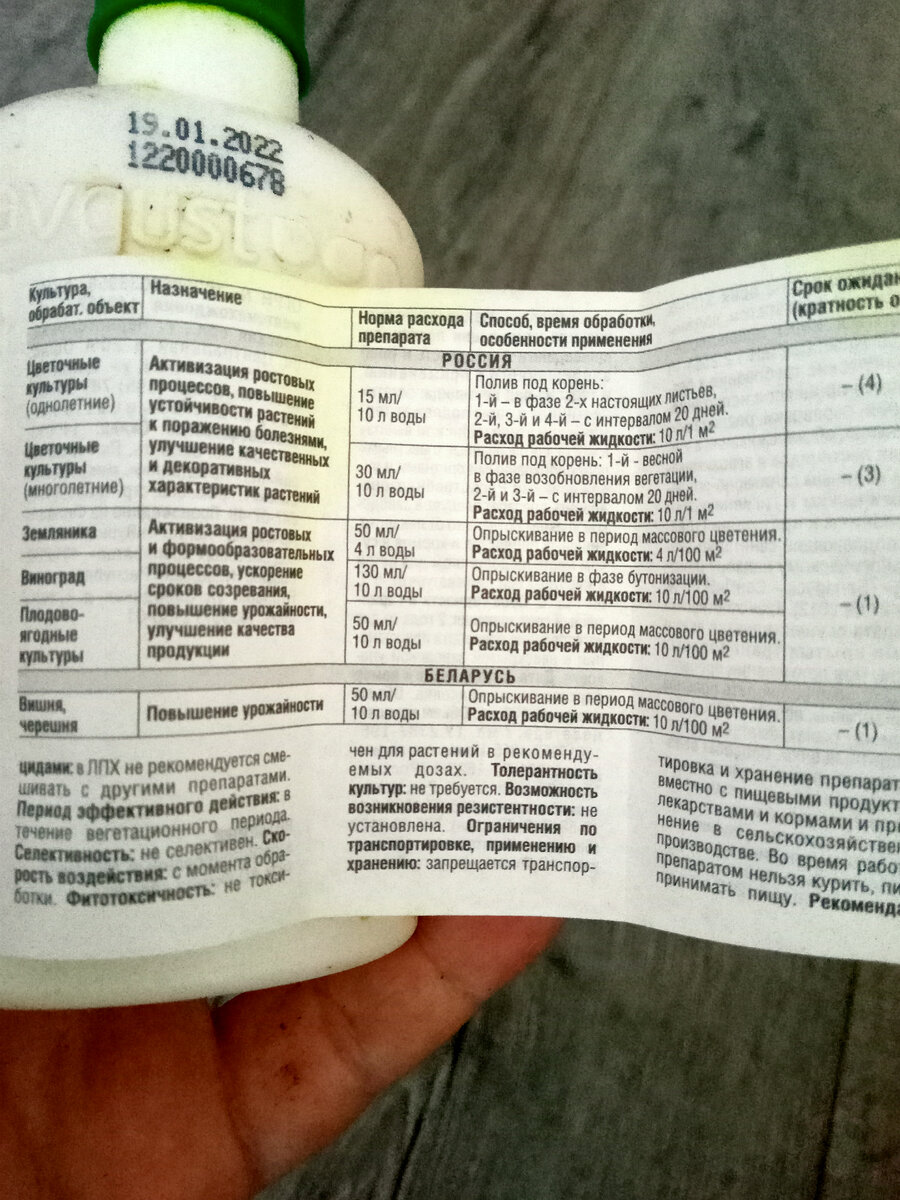 19.01.2022
1220000678
avgust
Культура,
обрабат. объект
Назначение
Норма расхода
препарата
Способ, время обработки,
особенности применения
Срок ожидан
(кратность о
РОССИЯ
Цветочные
культуры
(однолетние)
Активизация ростовых
процессов, повышение
устойчивости растений
к поражению болезнями,
улучшение качественных
и декоративных
характеристик растений
15 мл/
10 л воды
Полив под корень:
1-й – в фазе 2-х настоящих листьев,
2-й, 3-й и 4-й – с интервалом 20 дней.
Расход рабочей жидкости: 10 л/1 м²
– (4)
Цветочные
культуры
(многолетние)
30 мл/
10 л воды
Полив под корень: 1-й - весной
в фазе возобновления вегетации,
2-й и 3-й – с интервалом 20 дней.
Расход рабочей жидкости: 10 л/1 м²
– (3)
Земляника
Активизация ростовых
и формообразовательных
процессов, ускорение
сроков созревания,
повышение урожайности,
улучшение качества
продукции
50 мл/
4 л воды
Опрыскивание в период массового цветения.
Расход рабочей жидкости: 4 л/100 м²
Виноград
130 мл/
10 л воды
Опрыскивание в фазе бутонизации.
Расход рабочей жидкости: 10 л/100 м²
– (1)
Плодово-
ягодные
культуры
50 мл/
10 л воды
Опрыскивание в период массового цветения.
Расход рабочей жидкости: 10 л/100 м²
БЕЛАРУСЬ
Вишня,
черешня
Повышение урожайности
50 мл/
10 л воды
Опрыскивание в период массового цветения.
Расход рабочей жидкости: 10 л/100 м²
– (1)
цидами: в ЛПХ не рекомендуется сме-
шивать с другими препаратами.
Период эффективного действия: в
течение вегетационного периода.
Селективность: не селективен. Ско-
рость воздействия: с момента обра-
ботки. Фитотоксичность: не токси-
чен для растений в рекоменду-
емых дозах. Толерантность
культур: не требуется. Возможность
возникновения резистентности: не
установлена. Ограничения по
транспортировке, применению и
хранению: запрещается транспор-
тировка и хранение препарат
вместно с пищевыми продукт
лекарствами и кормами и при
нение в сельскохозяйствен
производстве. Во время рабо
препаратом нельзя курить, пи
принимать пищу. Рекоменда